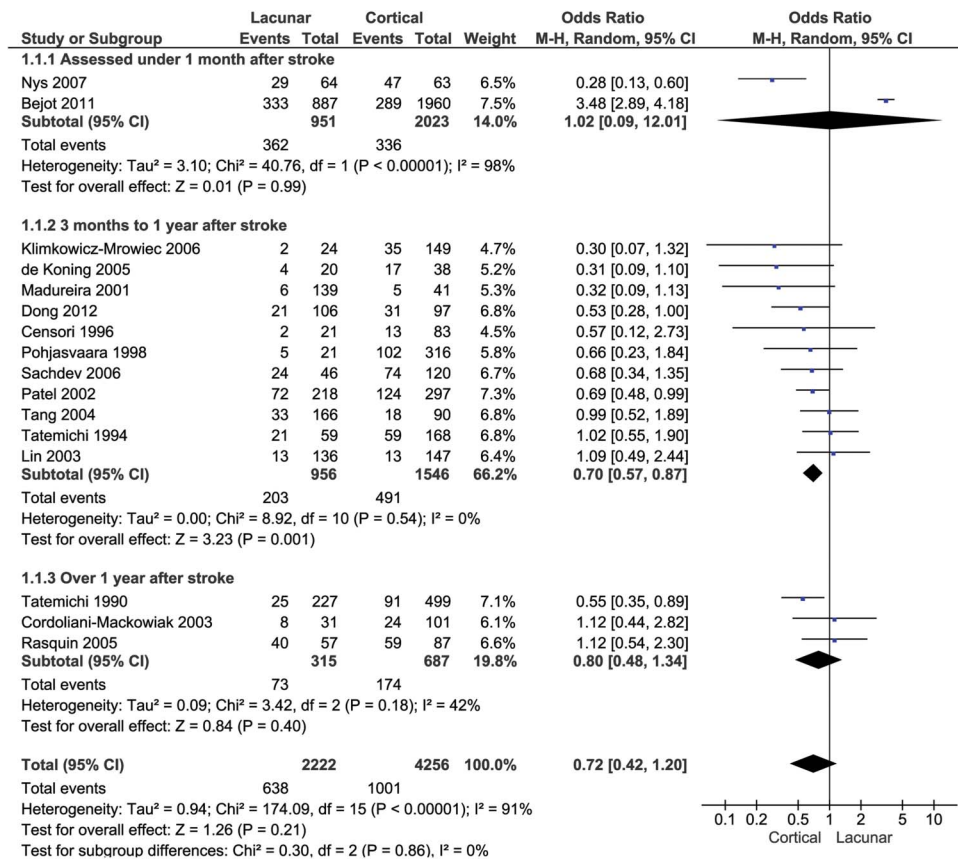 Lacunar Cortical Odds Ratio Odds Ratio
Study or Subgroup Events Total Events Total Weight M-H, Random, 95% CI M-H, Random, 95% CI
1.1.1 Assessed under 1 month after stroke
Nys 2007 29 64 47 63 6.5% 0.28 [0.13, 0.60]
Bejot 2011 333 887 289 1960 7.5% 3.48 [2.89, 4.18]
Subtotal (95% CI) 951 2023 14.0% 1.02 [0.09, 12.01]
Total events 362 336
Heterogeneity: Tau² = 3.10; Chi² = 40.76, df = 1 (P < 0.00001); I² = 98%
Test for overall effect: Z = 0.01 (P = 0.99)
1.1.2 3 months to 1 year after stroke
Klimkowicz-Mrowiec 2006 2 24 35 149 4.7% 0.30 [0.07, 1.32]
de Koning 2005 4 20 17 38 5.2% 0.31 [0.09, 1.10]
Madureira 2001 6 139 5 41 5.3% 0.32 [0.09, 1.13]
Dong 2012 21 106 31 97 6.8% 0.53 [0.28, 1.00]
Censori 1996 2 21 13 83 4.5% 0.57 [0.12, 2.73]
Pohjasvaara 1998 5 21 102 316 5.8% 0.66 [0.23, 1.84]
Sachdev 2006 24 46 74 120 6.7% 0.68 [0.34, 1.35]
Patel 2002 72 218 124 297 7.3% 0.69 [0.48, 0.99]
Tang 2004 33 166 18 90 6.8% 0.99 [0.52, 1.89]
Tatemichi 1994 21 59 59 168 6.8% 1.02 [0.55, 1.90]
Lin 2003 13 136 13 147 6.4% 1.09 [0.49, 2.44]
Subtotal (95% CI) 956 1546 66.2% 0.70 [0.57, 0.87]
Total events 203 491
Heterogeneity: Tau² = 0.00; Chi² = 8.92, df = 10 (P = 0.54); I² = 0%
Test for overall effect: Z = 3.23 (P = 0.001)
1.1.3 Over 1 year after stroke
Tatemichi 1990 25 227 91 499 7.1% 0.55 [0.35, 0.89]
Cordoliani-Mackowiak 2003 8 31 24 101 6.1% 1.12 [0.44, 2.82]
Rasquin 2005 40 57 59 87 6.6% 1.12 [0.54, 2.30]
Subtotal (95% CI) 315 687 19.8% 0.80 [0.48, 1.34]
Total events 73 174
Heterogeneity: Tau² = 0.09; Chi² = 3.42, df = 2 (P = 0.18); I² = 42%
Test for overall effect: Z = 0.84 (P = 0.40)
Total (95% CI) 2222 4256 100.0% 0.72 [0.42, 1.20]
Total events 638 1001
Heterogeneity: Tau² = 0.94; Chi² = 174.09, df = 15 (P < 0.00001); I² = 91%
Test for overall effect: Z = 1.26 (P = 0.21)
Test for subgroup differences: Chi² = 0.30, df = 2 (P = 0.86), I² = 0%
0.1 0.2 0.5 1 2 5 10
Cortical Lacunar